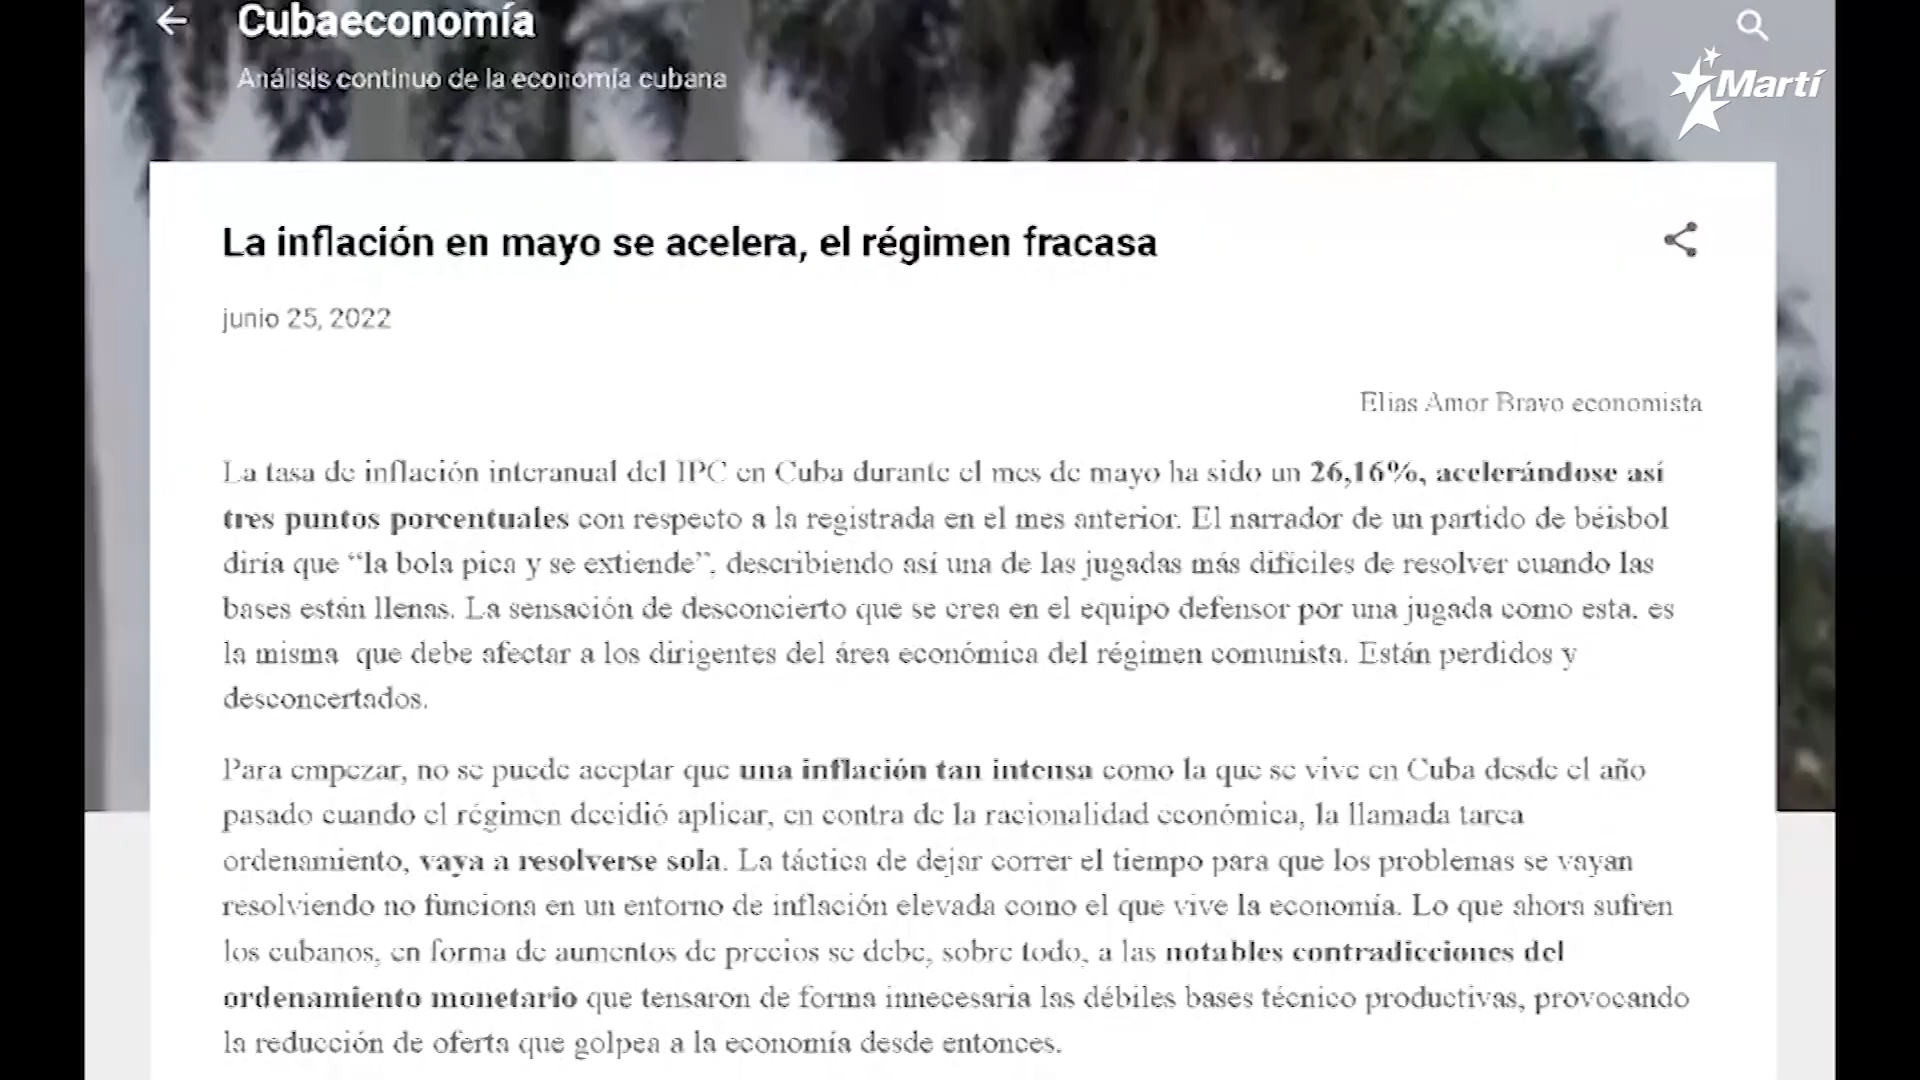 Cubaeconomía
Análisis continuo de la economía cubana
Martí
La inflación en mayo se acelera, el régimen fracasa
junio 25, 2022
Elías Amor Bravo economista
La tasa de inflación interanual del IPC en Cuba durante el mes de mayo ha sido un 26,16%, acelerándose así
tres puntos porcentuales con respecto a la registrada en el mes anterior. El narrador de un partido de béisbol
diría que “la bola pica y se extiende”, describiendo así una de las jugadas más difíciles de resolver cuando las
bases están llenas. La sensación de desconcierto que se crea en el equipo defensor por una jugada como esta. es
la misma que debe afectar a los dirigentes del área económica del régimen comunista. Están perdidos y
desconcertados.
Para empezar, no se puede aceptar que una inflación tan intensa como la que se vive en Cuba desde el año
pasado cuando el régimen decidió aplicar, en contra de la racionalidad económica, la llamada tarea
ordenamiento, vaya a resolverse sola. La táctica de dejar correr el tiempo para que los problemas se vayan
resolviendo no funciona en un entorno de inflación elevada como el que vive la economía. Lo que ahora sufren
los cubanos, en forma de aumentos de precios se debe, sobre todo, a las notables contradicciones del
ordenamiento monetario que tensaron de forma innecesaria las débiles bases técnico productivas, provocando
la reducción de oferta que golpea a la economía desde entonces.